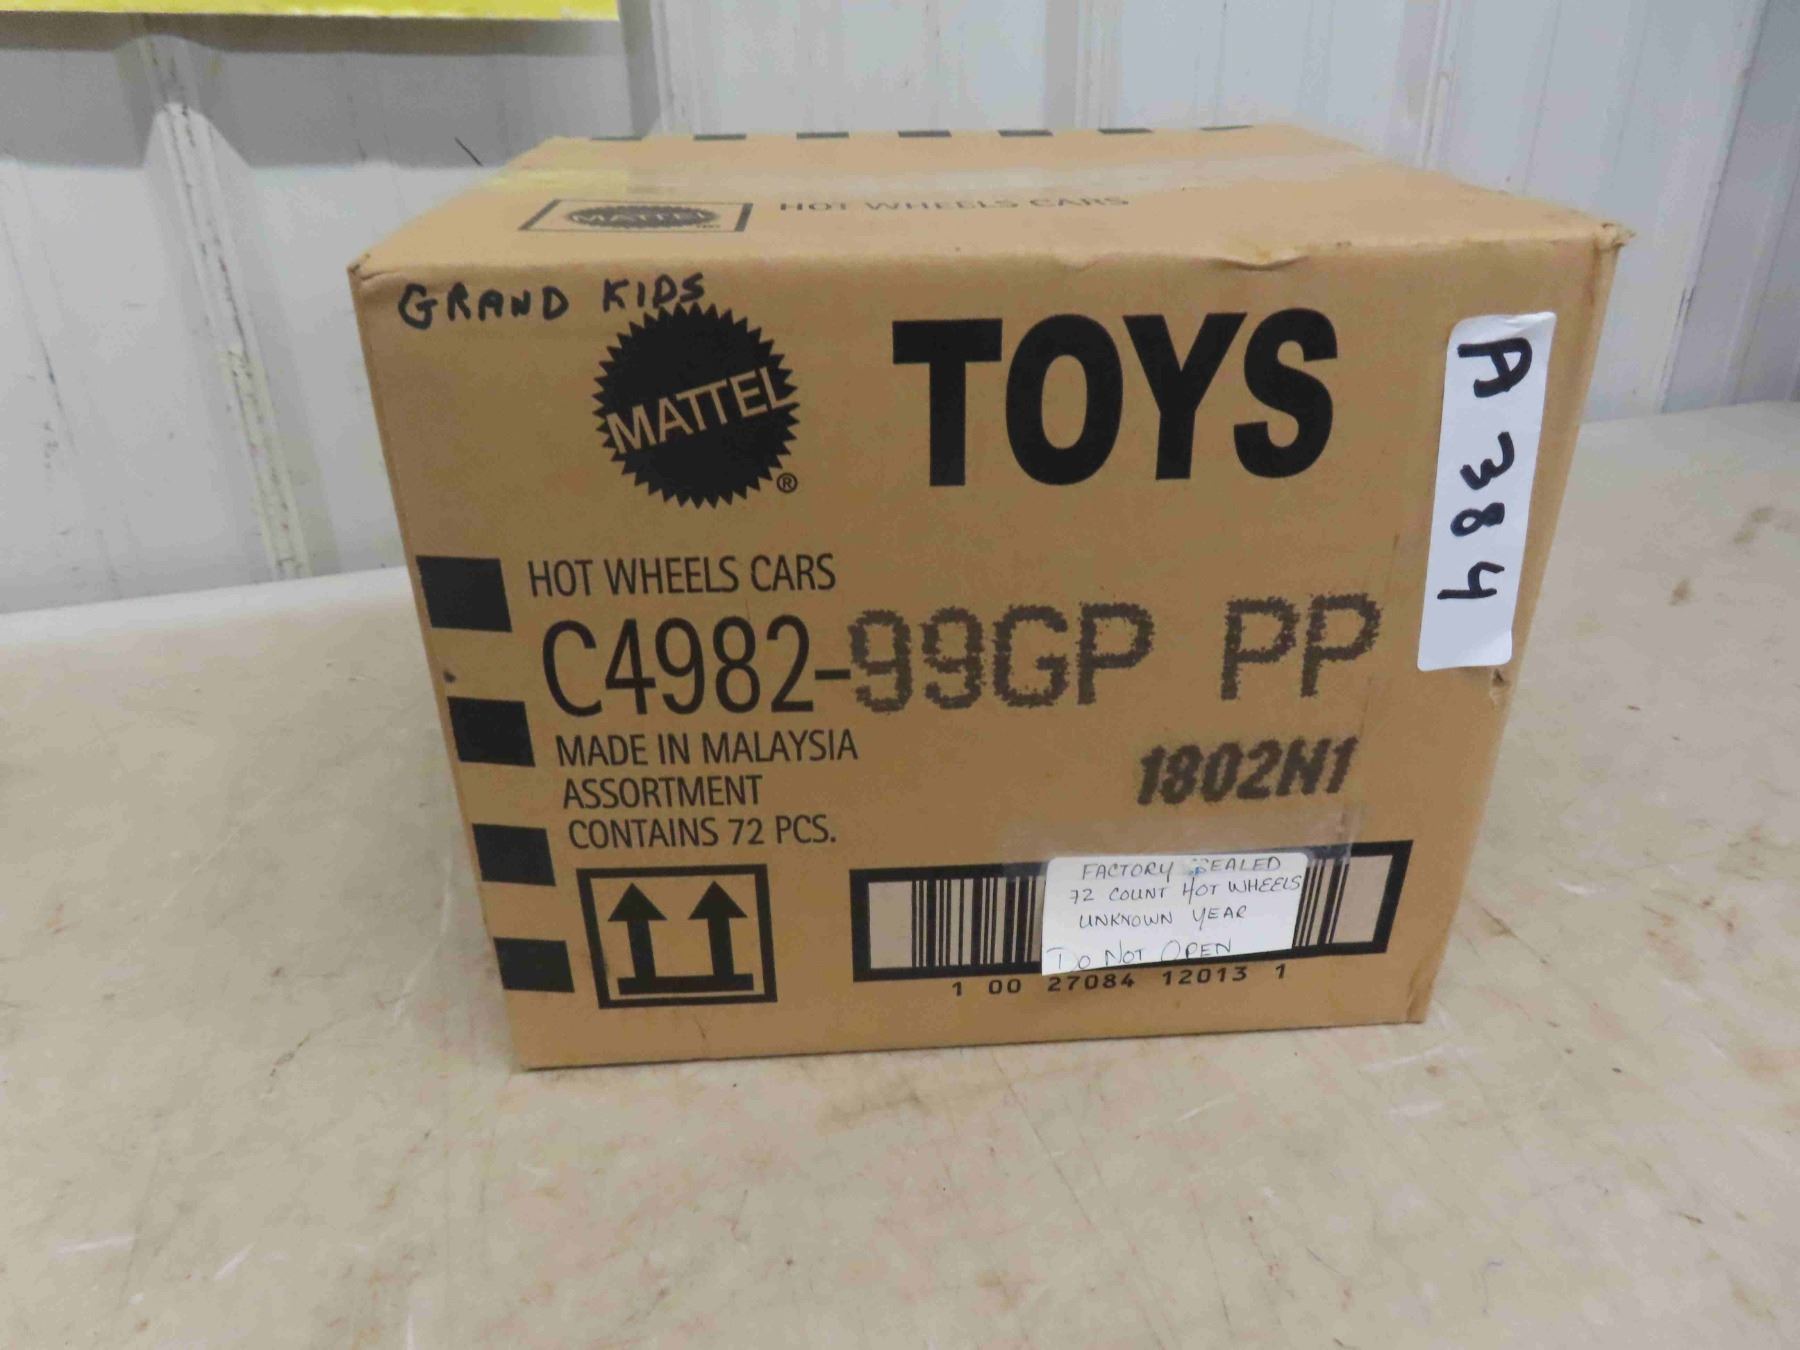 MATTEL
HOT WHEELS CARS
GRAND KIDS
MATTEL ®
TOYS
A 384
HOT WHEELS CARS
C4982-99GP PP
MADE IN MALAYSIA
1802N1
ASSORTMENT
CONTAINS 72 PCS.
FACTORY SEALED
72 COUNT HOT WHEELS
UNKNOWN YEAR
DO NOT OPEN
1 00 27084 12013 1